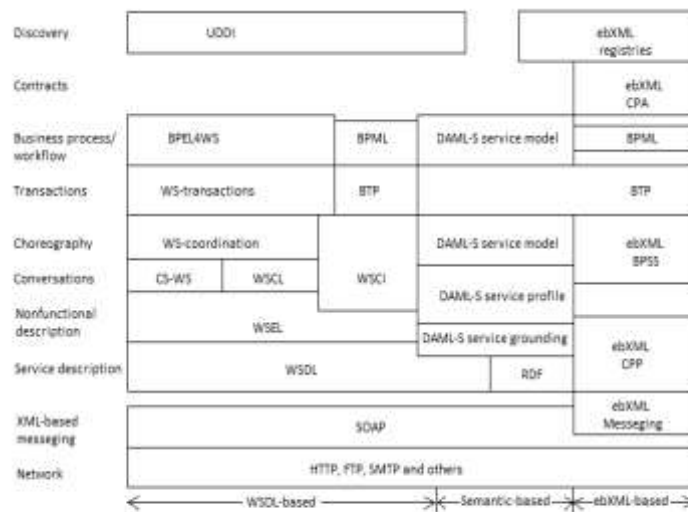 Discovery
UDDI
ebXML
registries
Contracts
ebXML
CPA
Business process/
workflow
BPEL4WS
BPML
DAML-S service model
BPML
Transactions
WS-transactions
BTP
BTP
Choreography
WS-coordination
DAML-S service model
ebXML
BPSS
Conversations
CS-WS
WSCL
WSCI
DAML-S service profile
Nonfunctional
description
WSEL
DAML-S service grounding
ebXML
CPP
Service description
WSDL
RDF
XML-based
messeging
SOAP
ebXML
Messeging
Network
HTTP, FTP, SMTP and others
WSDL-based
Semantic-based
ebXML-based